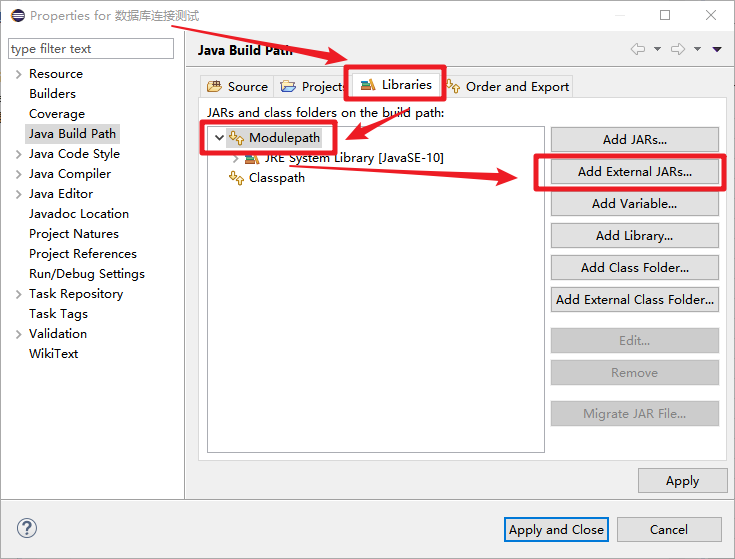 Properties for 数据库连接测试
type filter text
Resource
Builders
Coverage
Java Build Path
Java Code Style
Java Compiler
Java Editor
Javadoc Location
Project Natures
Project References
Run/Debug Settings
Task Repository
Task Tags
Validation
WikiText
Java Build Path
Source
Projects
Libraries
Order and Export
JARs and class folders on the build path:
Modulepath
JRE System Library [JavaSE-10]
Classpath
Add JARs...
Add External JARs...
Add Variable...
Add Library...
Add Class Folder...
Add External Class Folder...
Edit...
Remove
Migrate JAR File...
Apply
Apply and Close
Cancel